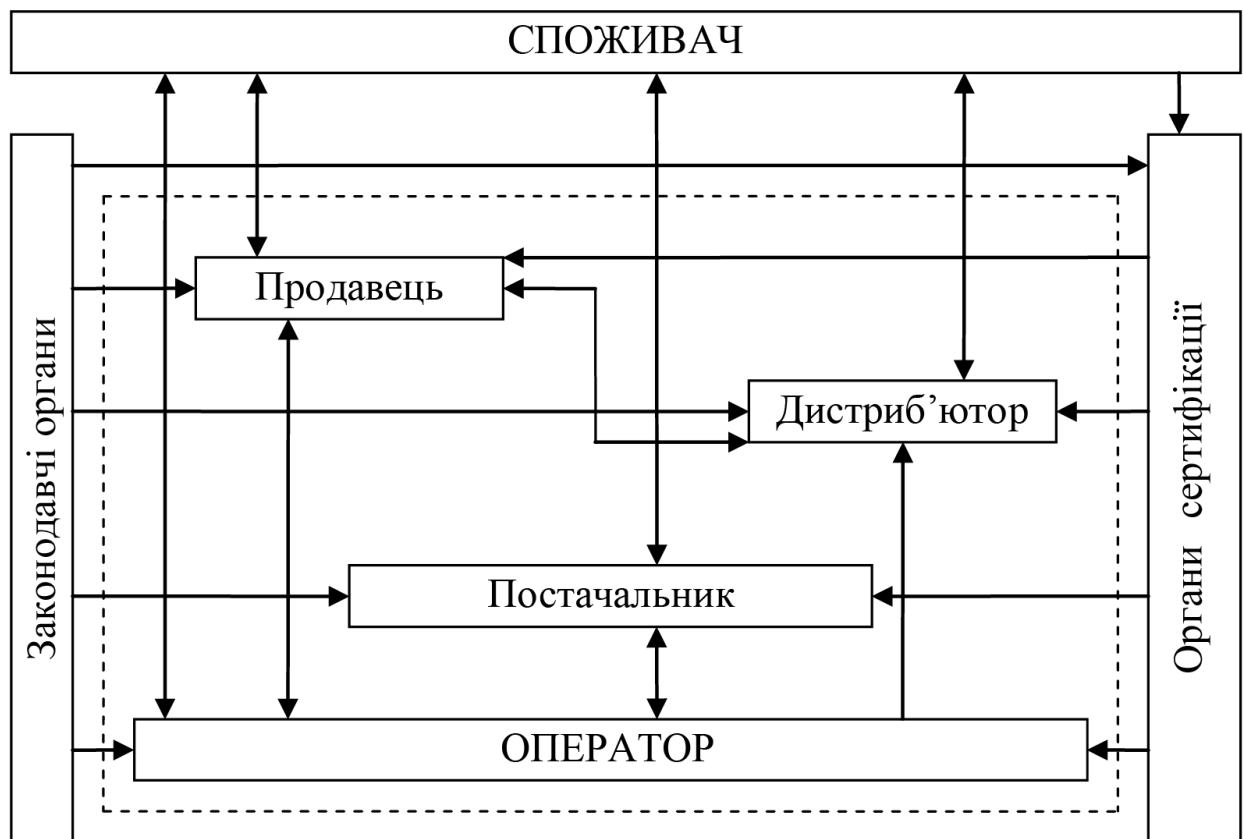 СПОЖИВАЧ
Законодавчі органи
Продавець
Дистриб’ютор
Постачальник
ОПЕРАТОР
Органи сертифікації